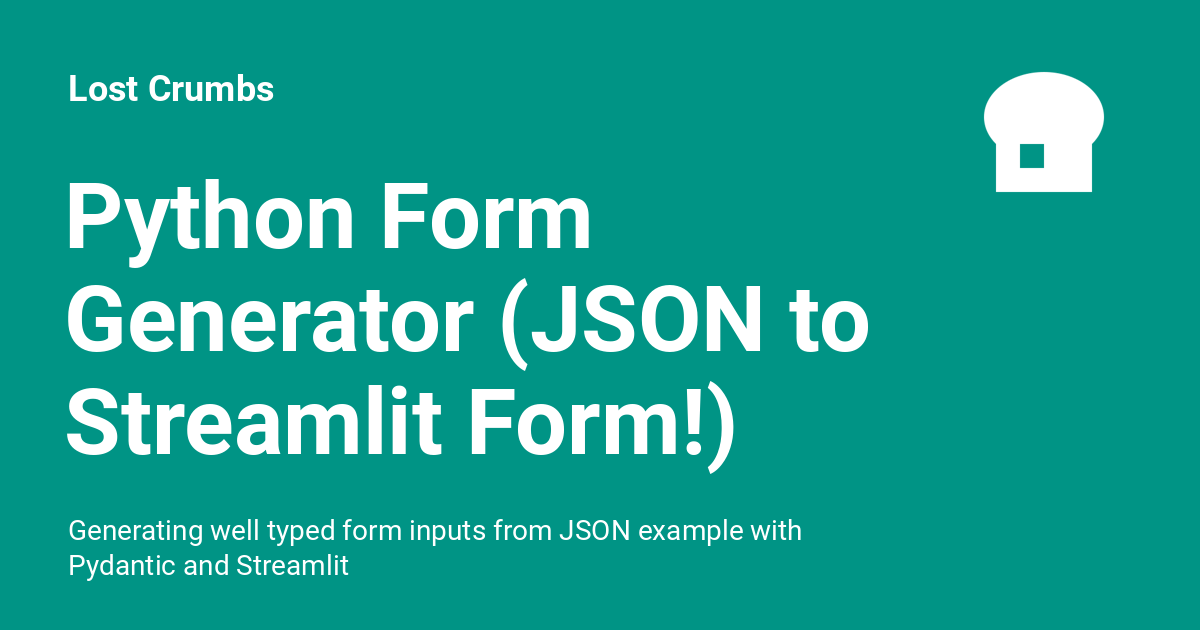 Lost Crumbs
Python Form
Generator (JSON to
Streamlit Form!)
Generating well typed form inputs from JSON example with
Pydantic and Streamlit